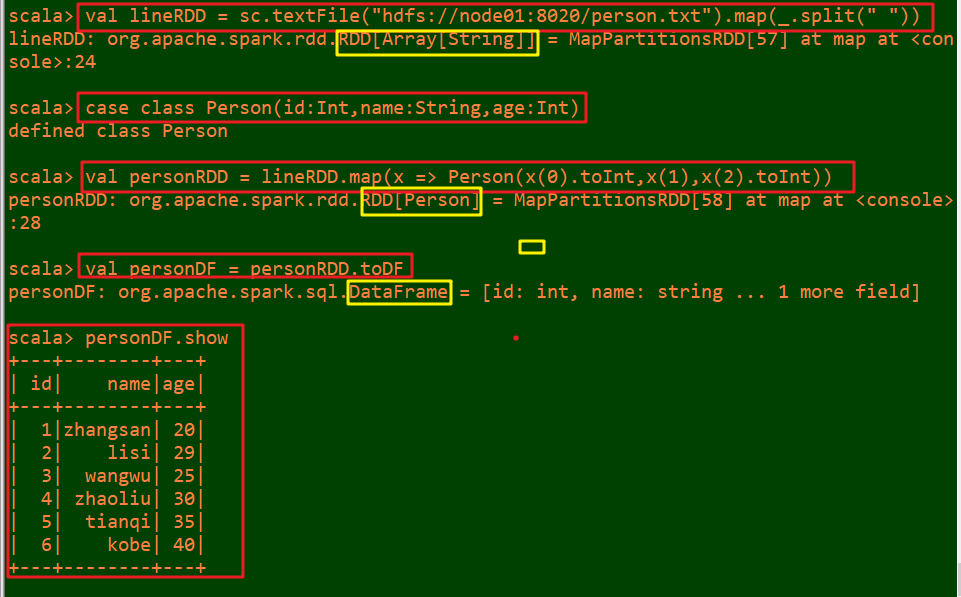 scala> val lineRDD = sc.textFile("hdfs://node01:8020/person.txt").map(_.split(" "))
lineRDD: org.apache.spark.rdd.RDD[Array[String]] = MapPartitionsRDD[57] at map at <con
sole>:24
scala> case class Person(id:Int,name:String,age:Int)
defined class Person
scala> val personRDD = lineRDD.map(x => Person(x(0).toInt,x(1),x(2).toInt))
personRDD: org.apache.spark.rdd.RDD[Person] = MapPartitionsRDD[58] at map at <console>
:28
scala> val personDF = personRDD.toDF
personDF: org.apache.spark.sql.DataFrame = [id: int, name: string ... 1 more field]
scala> personDF.show
+---+--------+---+
| id|    name|age|
+---+--------+---+
|  1|zhangsan| 20|
|  2|    lisi| 29|
|  3|  wangwu| 25|
|  4| zhaoliu| 30|
|  5|  tianqi| 35|
|  6|    kobe| 40|
+---+--------+---+